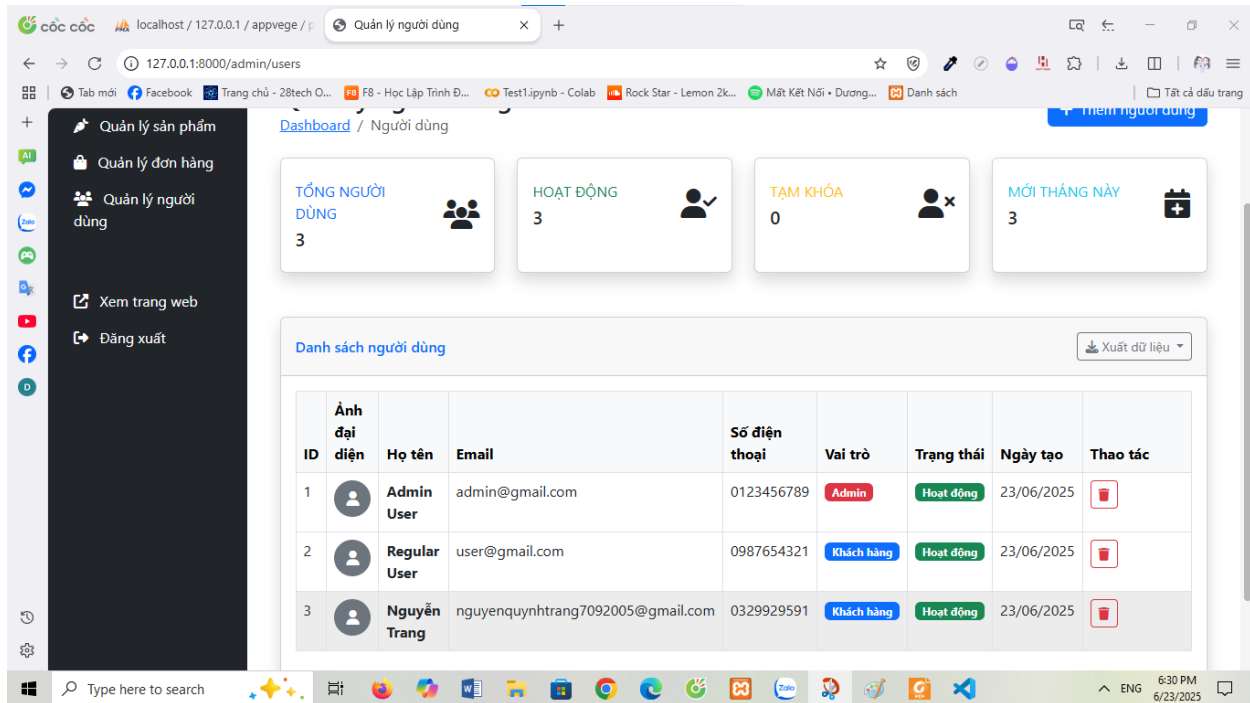 cốc cốc
localhost / 127.0.0.1 / appvege / p
Quản lý người dùng
127.0.0.1:8000/admin/users
Tab mới
Facebook
Trang chủ - 28tech O...
F8 F8 - Học Lập Trình Đ...
CO Test1.ipynb - Colab
Rock Star - Lemon 2k...
Mất Kết Nối - Dương...
Danh sách
Tất cả dấu trang
Quản lý sản phẩm
Quản lý đơn hàng
Quản lý người
dùng
Xem trang web
Đăng xuất
AI
Zalo
D
Thêm người dùng
Dashboard / Người dùng
TỔNG NGƯỜI
DÙNG
3
HOẠT ĐỘNG
3
TẠM KHÓA
0
MỚI THÁNG NÀY
3
Danh sách người dùng
Xuất dữ liệu
ID
Ảnh
đại
diện
Họ tên
Email
Số điện
thoại
Vai trò
Trạng thái
Ngày tạo
Thao tác
1
Admin
User
admin@gmail.com
0123456789
Admin
Hoạt động
23/06/2025
2
Regular
User
user@gmail.com
0987654321
Khách hàng
Hoạt động
23/06/2025
3
Nguyễn
Trang
nguyenquynhtrang7092005@gmail.com
0329929591
Khách hàng
Hoạt động
23/06/2025
Type here to search
Zalo
ENG
6:30 PM
6/23/2025